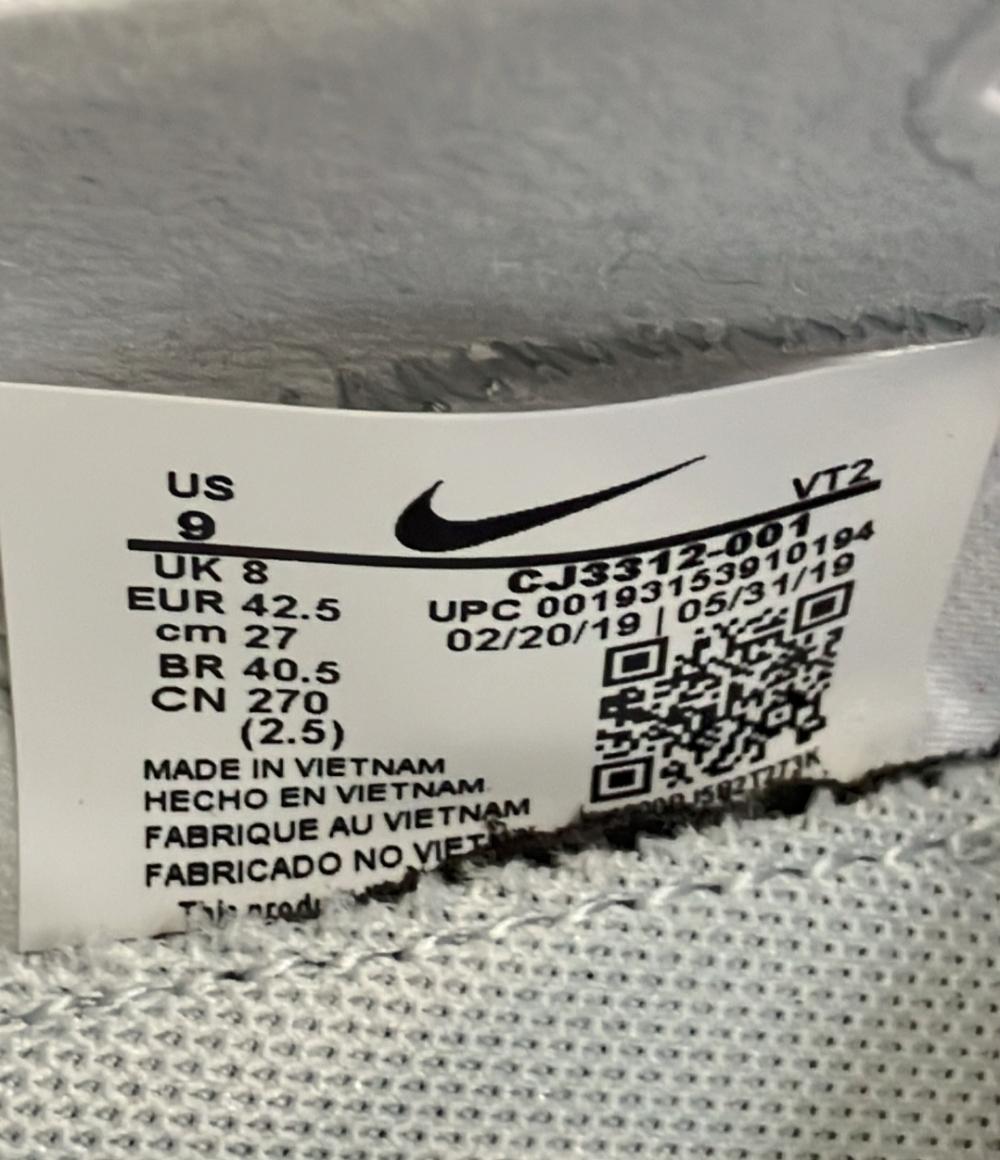 US
9
VT2
UK 8
EUR 42.5
cm 27
BR 40.5
CN 270
(2.5)
CJ3312-001
UPC 00193153910194
02/20/19 | 05/31/19
MADE IN VIETNAM
HECHO EN VIETNAM
FABRIQUE AU VIETNAM
FABRICADO NO
This